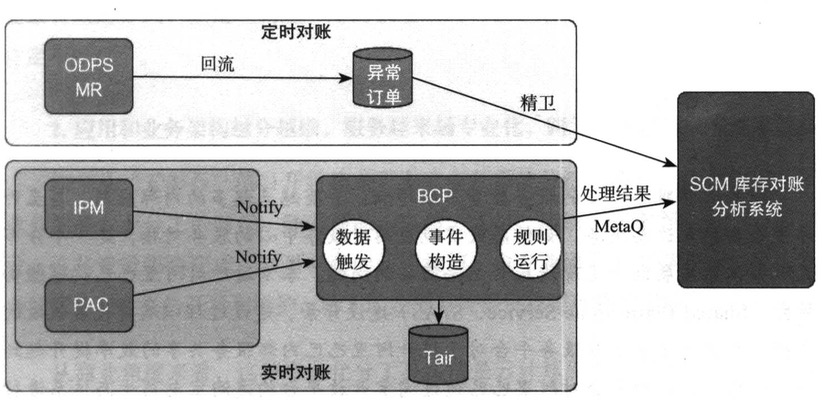 定时对账
ODPS
MR
回流
异常
订单
精卫
SCM 库存对账
分析系统
IPM
Notify
BCP
处理结果
MetaQ
数据
触发
事件
构造
规则
运行
Notify
PAC
Tair
实时对账